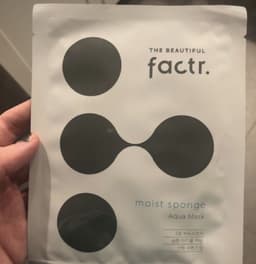 THE BEAUTIFUL
factr.
moist sponge
Aqua Mask